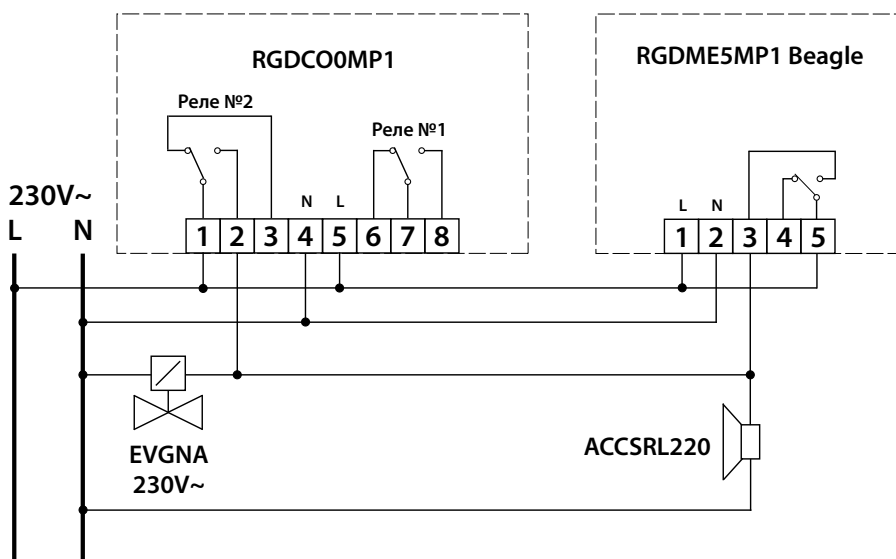 RGDCO0MP1
RGDME5MP1 Beagle
Реле №2
Реле №1
230V~
L N
N L
1 2 3 4 5 6 7 8
L N
1 2 3 4 5
EVGNA
230V~
ACCSRL220